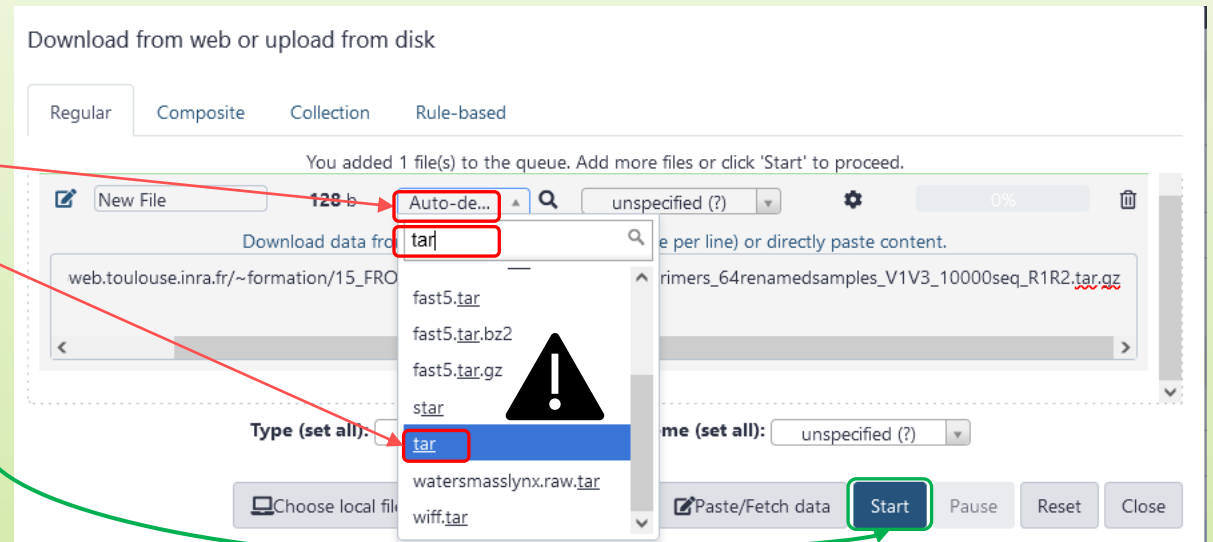 Download from web or upload from disk
Regular Composite Collection Rule-based
You added 1 file(s) to the queue. Add more files or click 'Start' to proceed.
New File 128 b Auto-de... unspecified (?) 0%
Download data fro tar e per line) or directly paste content.
web.toulouse.inra.fr/~formation/15_FRO rimers_64renamedsamples_V1V3_10000seq_R1R2.tar.gz
fast5.tar
fast5.tar.bz2
fast5.tar.gz
star
Type (set all): me (set all): unspecified (?)
tar
watersmasslynx.raw.tar
Choose local fil Paste/Fetch data Start Pause Reset Close
wiff.tar